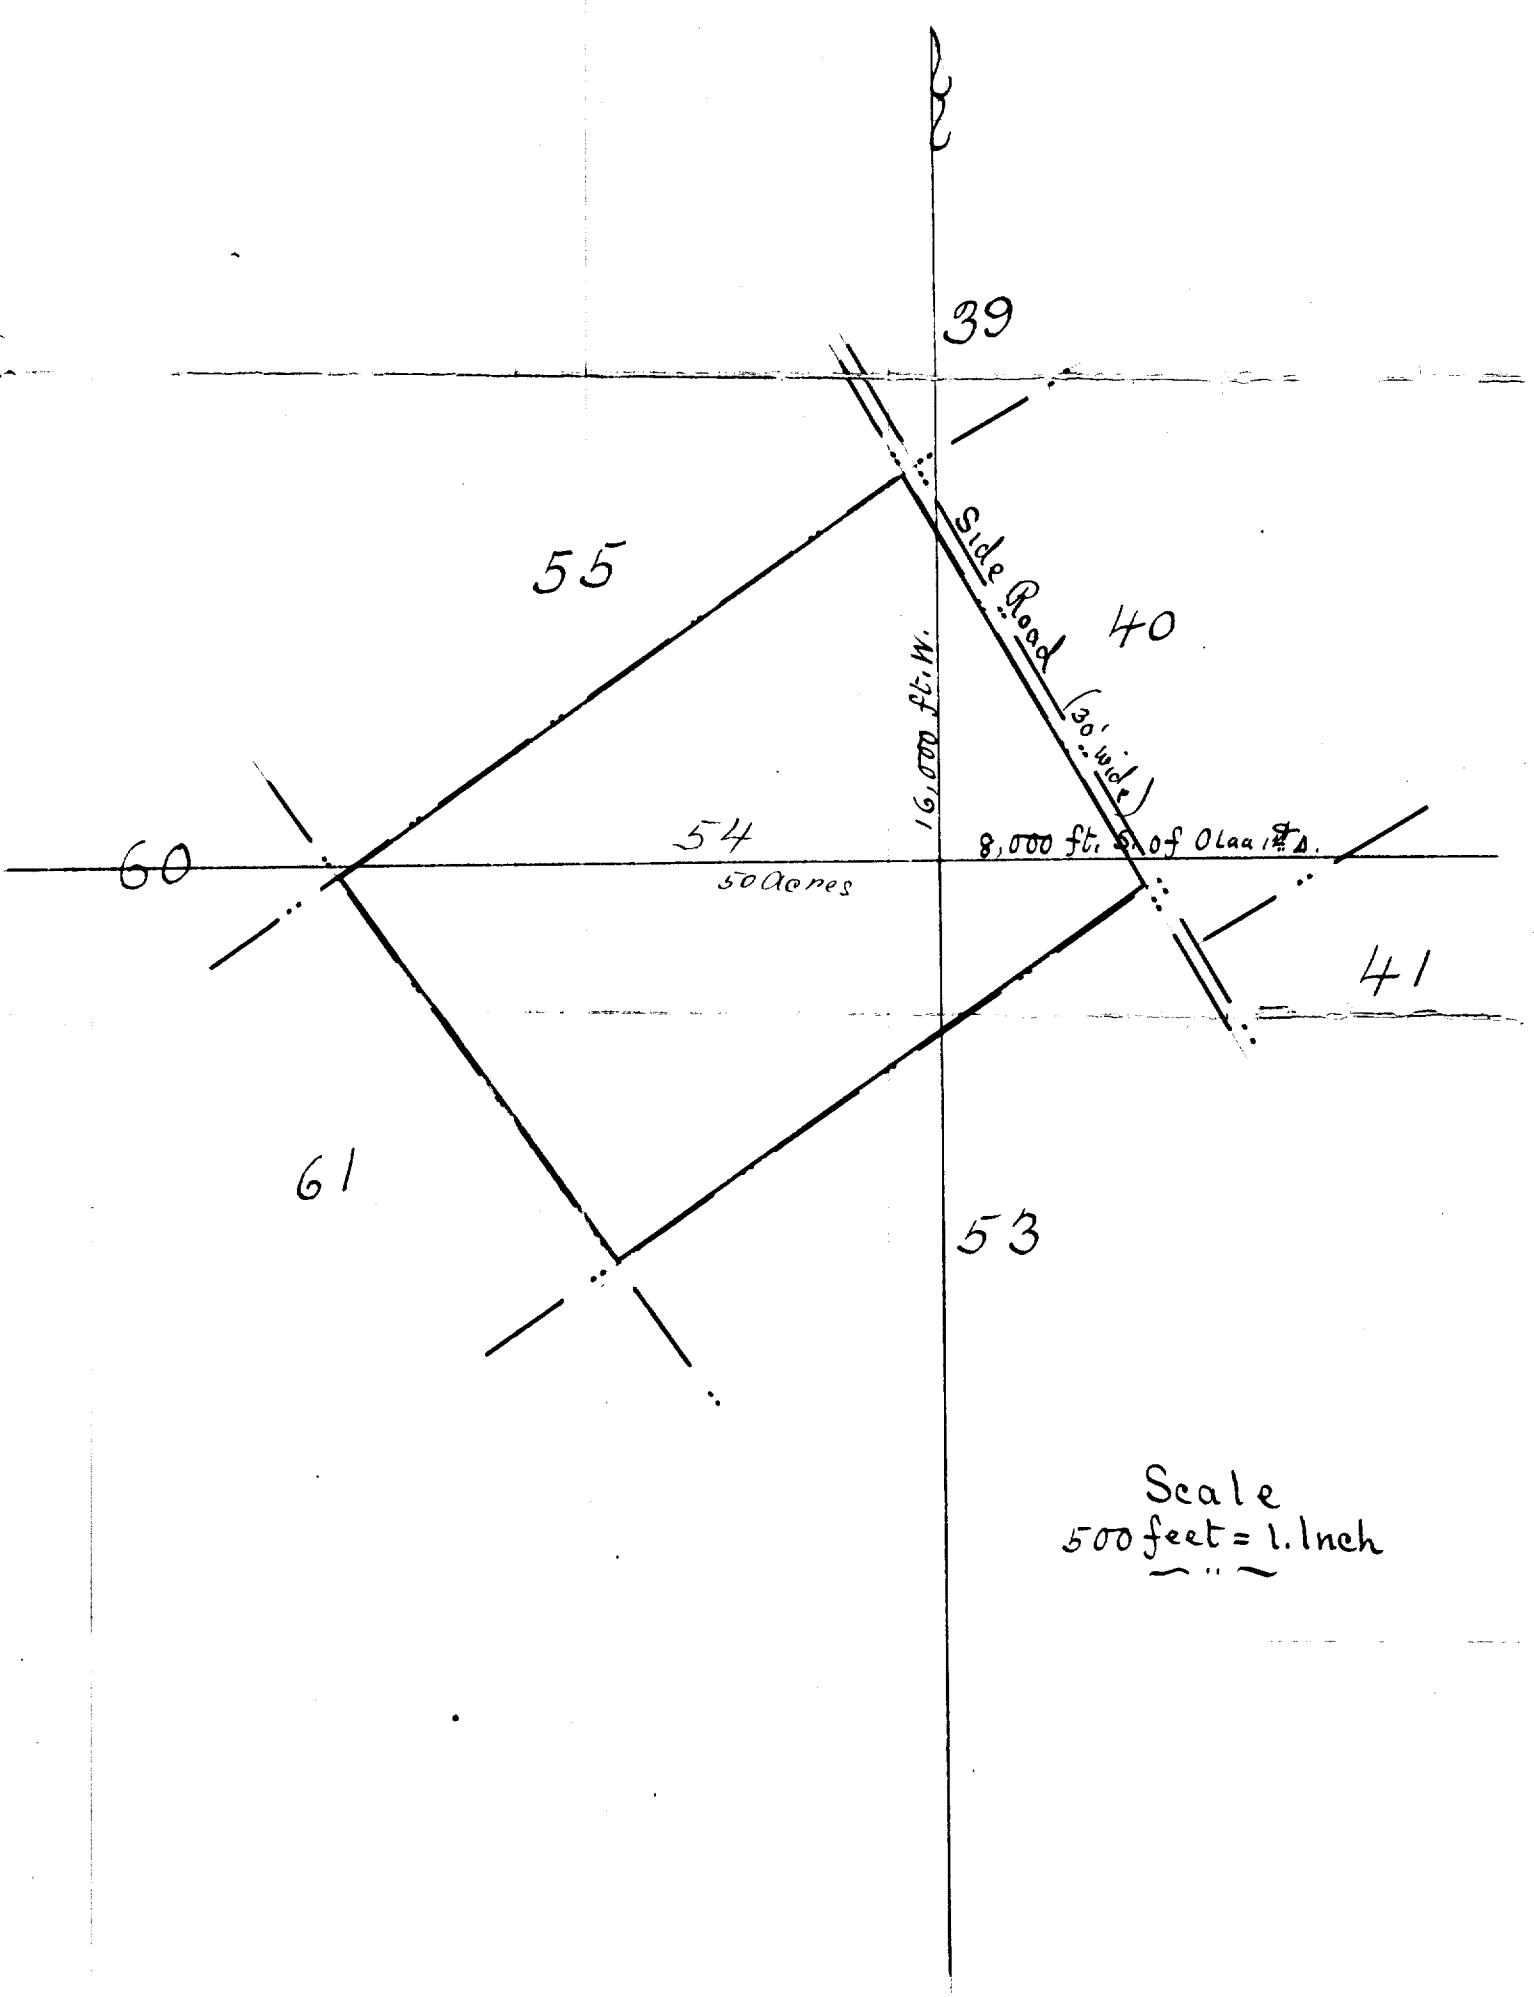 39
55
Side Road (30' wide)
40
16,000 ft. W.
60
54
50 Acres
8,000 ft. S. of Olaa
41
61
53
Scale
500 feet = 1. Inch